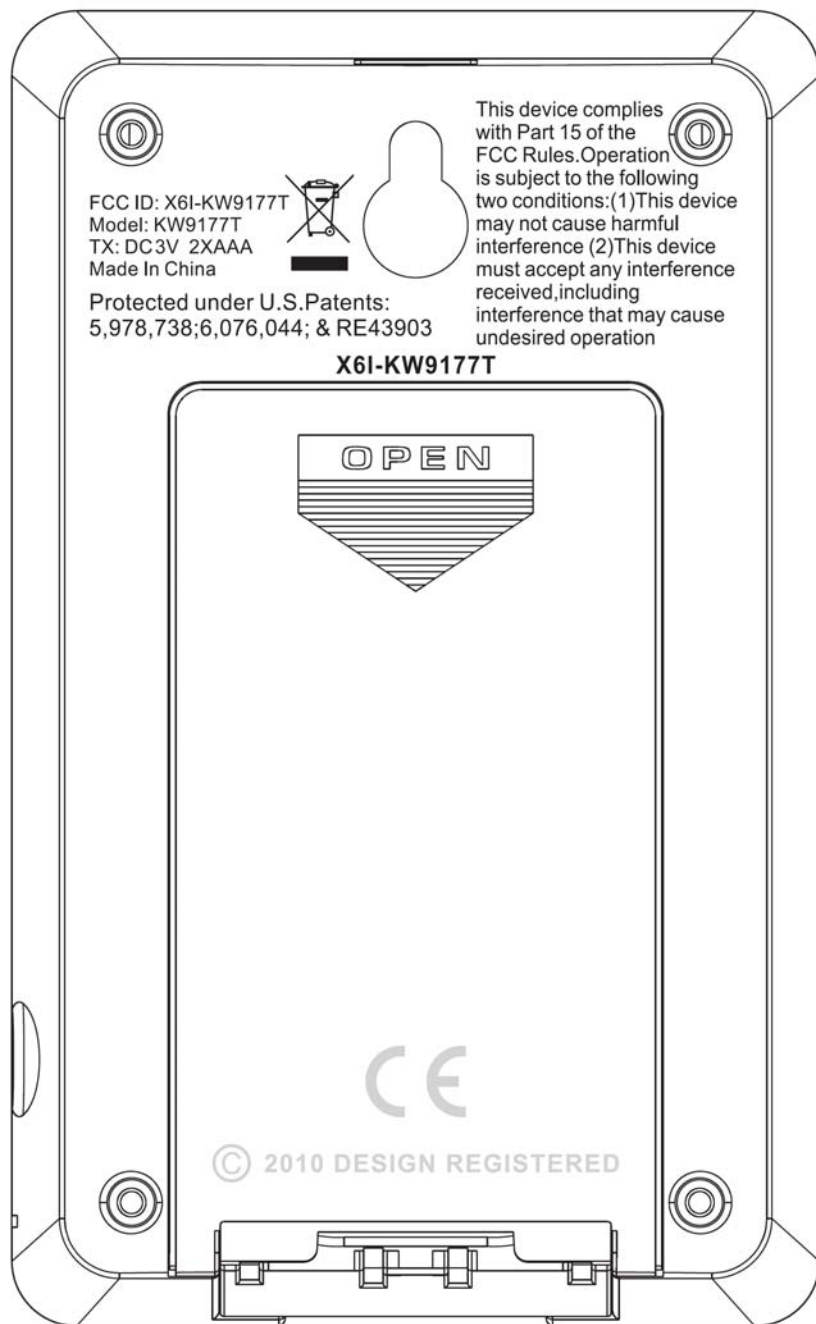 This device complies
with Part 15 of the
FCC Rules.Operation
is subject to the following
two conditions:(1)This device
may not cause harmful
interference (2)This device
must accept any interference
received,including
interference that may cause
undesired operation
FCC ID: X6I-KW9177T
Model: KW9177T
TX: DC3V 2XAAA
Made In China
Protected under U.S.Patents:
5,978,738;6,076,044; & RE43903
X6I-KW9177T
OPEN
CE
© 2010 DESIGN REGISTERED